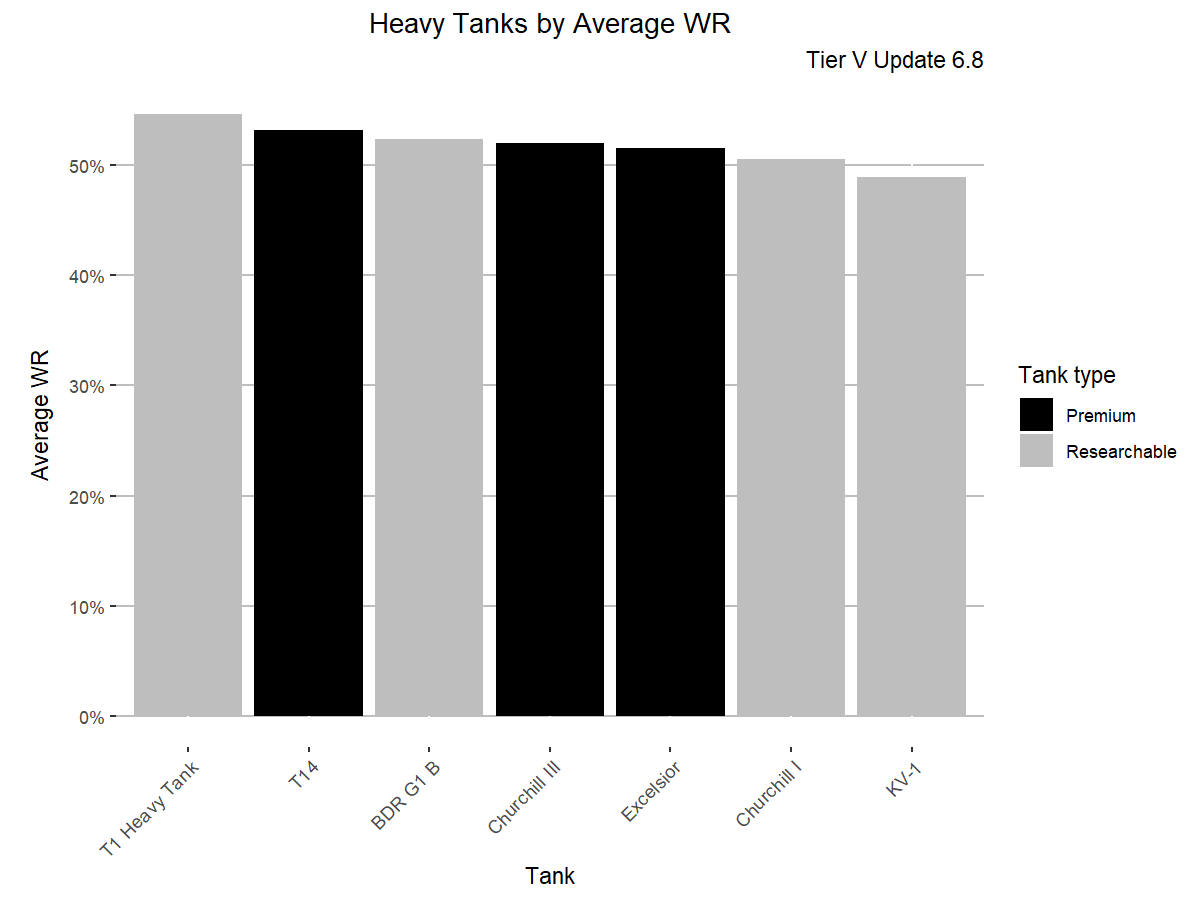 Heavy Tanks by Average WR
Tier V Update 6.8
Average WR
50%
40%
30%
20%
10%
0%
T1 Heavy Tank
T14
BDR G1 B
Churchill III
Excelsior
Churchill I
KV-1
Tank
Tank type
Premium
Researchable